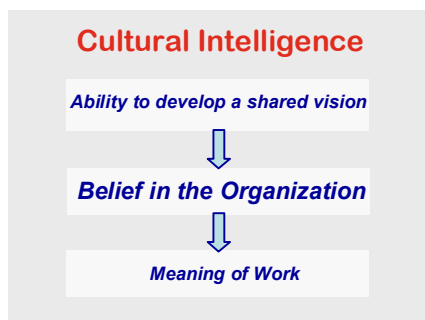 Cultural Intelligence
Ability to develop a shared vision
Belief in the Organization
Meaning of Work